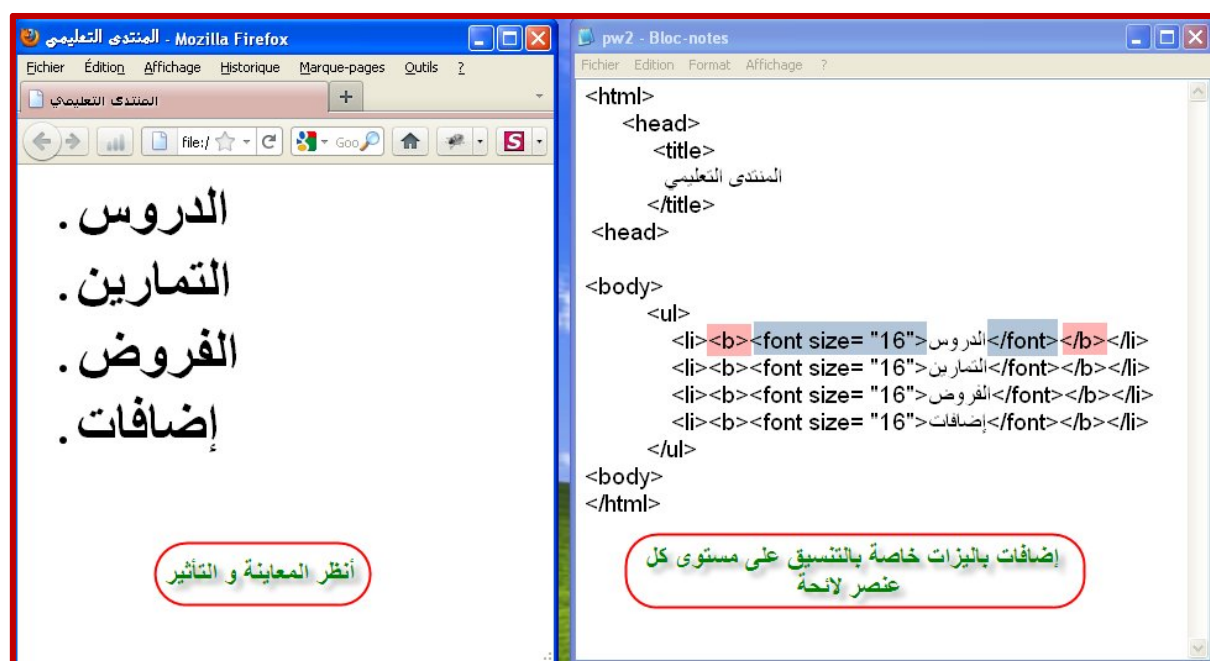 المنتدى التعليمي - Mozilla Firefox
Fichier Édition Affichage Historique Marque-pages Outils ?
المنتدى التعليمي
+
file:/
Goo
S
الدروس
التمارين
الفروض
إضافات
أنظر المعاينة و التأثير
pw2 - Bloc-notes
Fichier Edition Format Affichage ?
<html>
<head>
<title>
المنتدى التعليمي
</title>
<head>
<body>
<ul>
<li><b><font size= "16">الدروس</font></b></li>
<li><b><font size= "16">التمارين</font></b></li>
<li><b><font size= "16">الفروض</font></b></li>
<li><b><font size= "16">إضافات</font></b></li>
</ul>
<body>
</html>
إضافات باليزات خاصة بالتنسيق على مستوى كل
عنصر لائحة